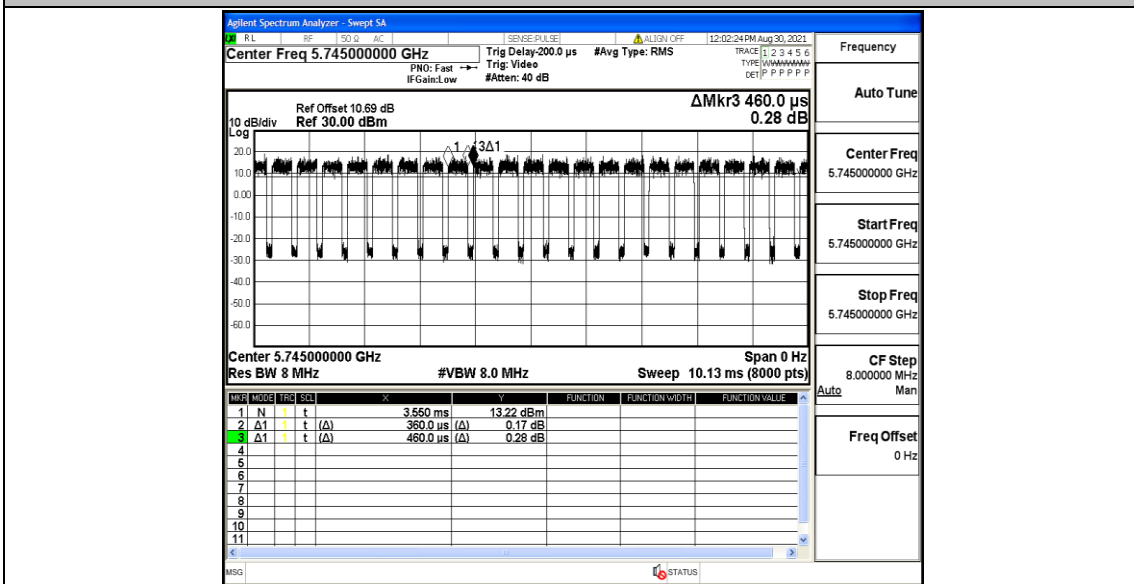 Agilent Spectrum Analyzer - Swept SA
RL RF 50 Ω AC SENSE:PULSE ALIGN OFF 12:02:24 PM Aug 30, 2021
Center Freq 5.745000000 GHz
PNO: Fast
IFGain:Low
Trig Delay-200.0 µs
Trig: Video
#Atten: 40 dB
#Avg Type: RMS
TRACE 1 2 3 4 5 6
TYPE
DET P P P P P P
Frequency
Auto Tune
Center Freq
5.745000000 GHz
Start Freq
5.745000000 GHz
Stop Freq
5.745000000 GHz
CF Step
8.000000 MHz
Auto Man
Freq Offset
0 Hz
Ref Offset 10.69 dB
10 dB/div Ref 30.00 dBm
ΔMkr3 460.0 µs
0.28 dB
Log
1 3Δ1
20.0
10.0
0.00
-10.0
-20.0
-30.0
-40.0
-50.0
-60.0
Center 5.745000000 GHz Span 0 Hz
Res BW 8 MHz #VBW 8.0 MHz Sweep 10.13 ms (8000 pts)
MKR MODE TRC SCL X Y FUNCTION FUNCTION WIDTH FUNCTION VALUE
1 N 1 t 3.550 ms 13.22 dBm
2 Δ1 1 t (Δ) 360.0 µs (Δ) 0.17 dB
3 Δ1 1 t (Δ) 460.0 µs (Δ) 0.28 dB
4
5
6
7
8
9
10
11
MSG STATUS